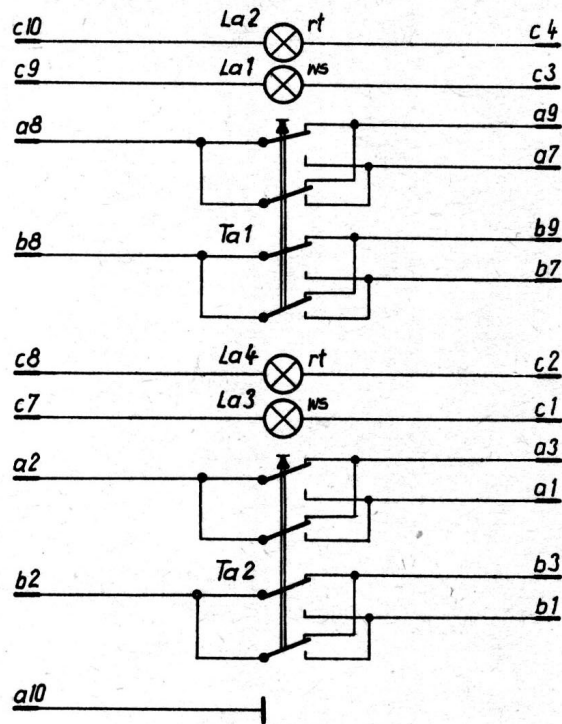 c10 La2 rt c4
c9 La1 ws c3
a8 a9
a7
b8 Ta1 b9
b7
c8 La4 rt c2
c7 La3 ws c1
a2 a3
a1
b2 Ta2 b3
b1
a10